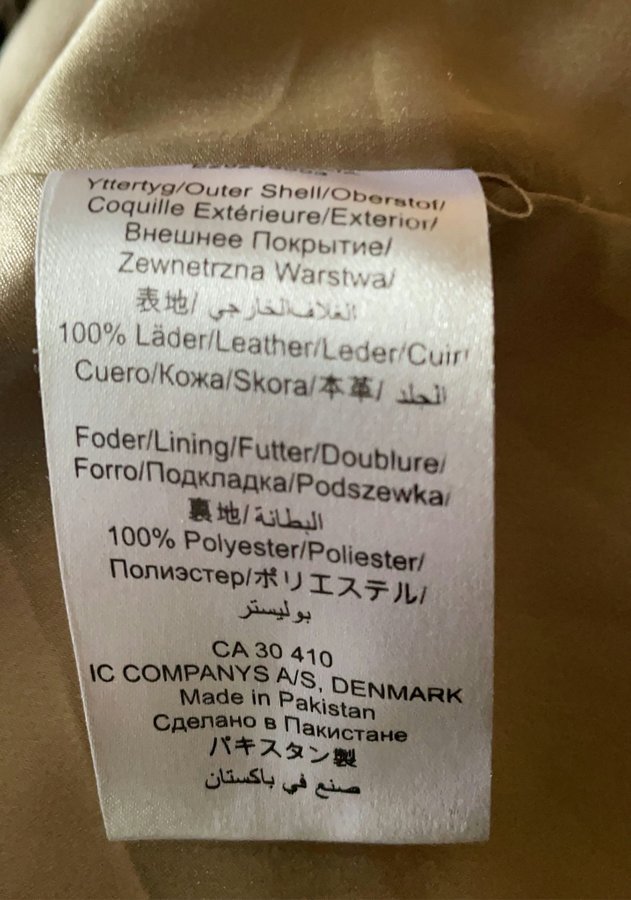 Yttertyg/Outer Shell/Oberstof/
Coquille Extérieure/Exterior/
Внешнее Покрытие/
Zewnetrzna Warstwa/
表地/ الغلاف الخارجي
100% Läder/Leather/Leder/Cuir/
Cuero/Кожа/Skora/本革/ الجلد
Foder/Lining/Futter/Doublure/
Forro/Подкладка/Podszewka/
裏地/ البطانة
100% Polyester/Poliester/
Полиэстер/ポリエステル/
بوليستر
CA 30 410
IC COMPANYS A/S, DENMARK
Made in Pakistan
Сделано в Пакистане
パキスタン製
صنع في باكستان